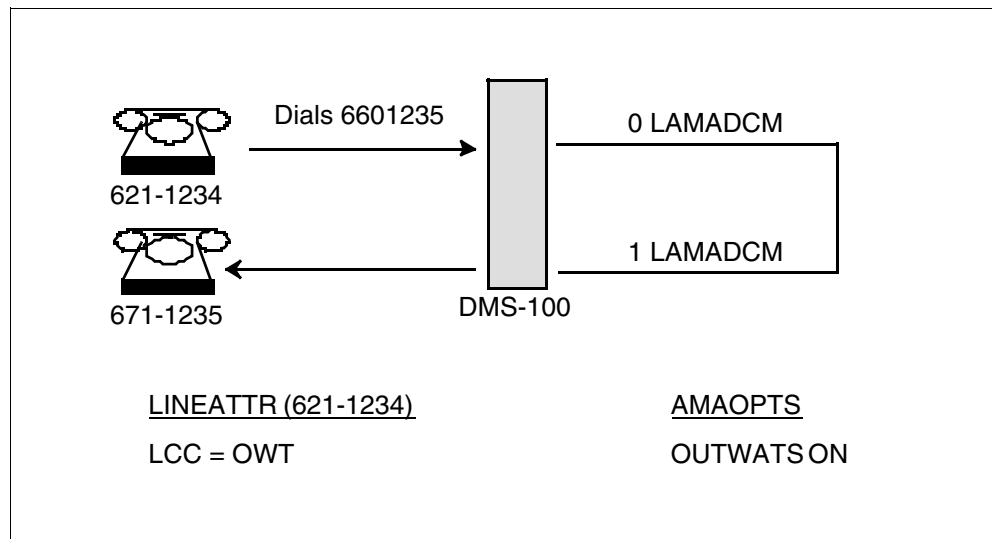 Dials 6601235
0 LAMADCM
621-1234
1 LAMADCM
671-1235
DMS-100
LINEATTR (621-1234)
AMAOPTS
LCC = OWT
OUTWATS ON